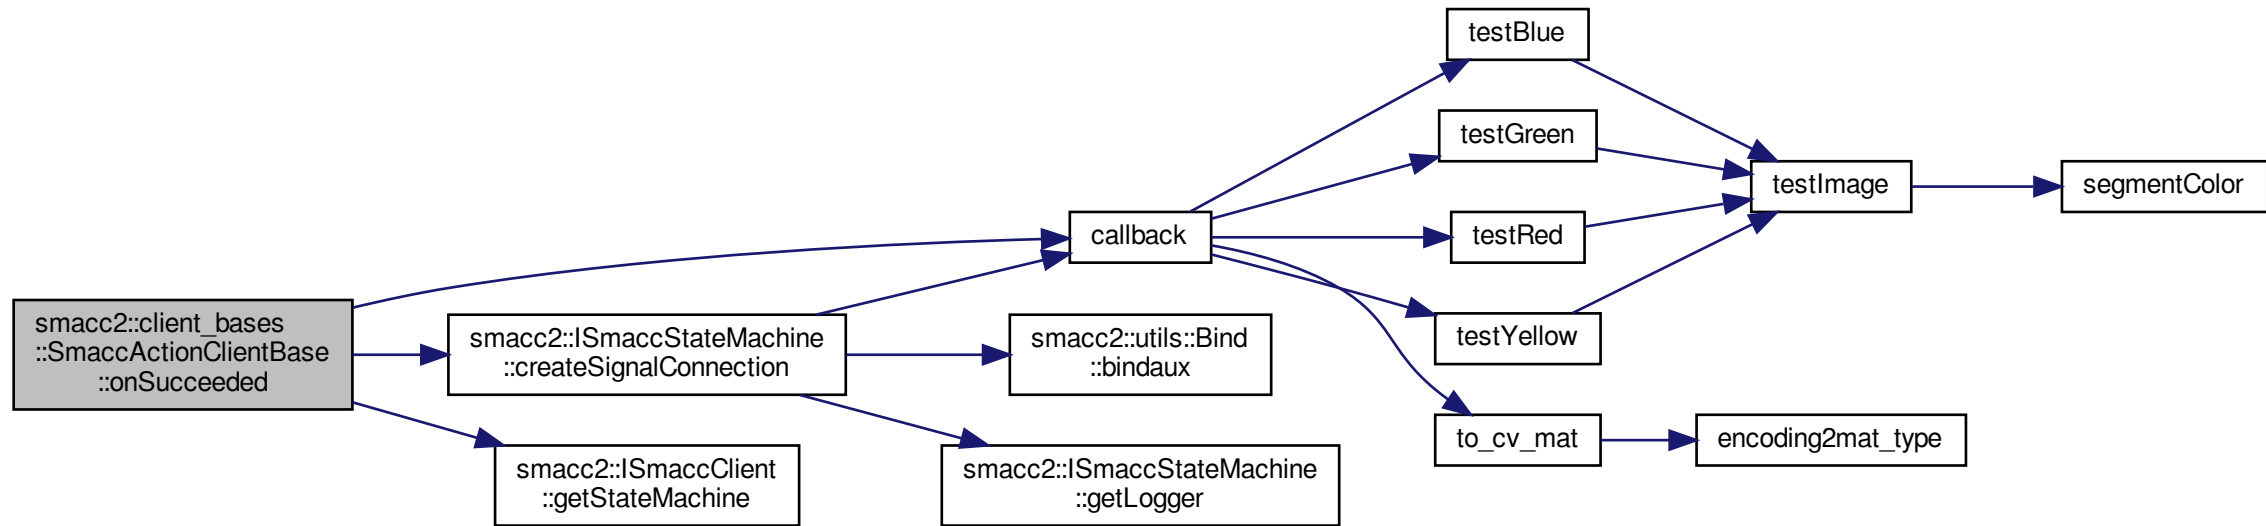 smacc2::client_bases
::SmaccActionClientBase
::onSucceeded
smacc2::ISmaccStateMachine
::createSignalConnection
smacc2::ISmaccClient
::getStateMachine
callback
smacc2::utils::Bind
::bindaux
smacc2::ISmaccStateMachine
::getLogger
testBlue
testGreen
testRed
testYellow
to_cv_mat
testImage
encoding2mat_type
segmentColor